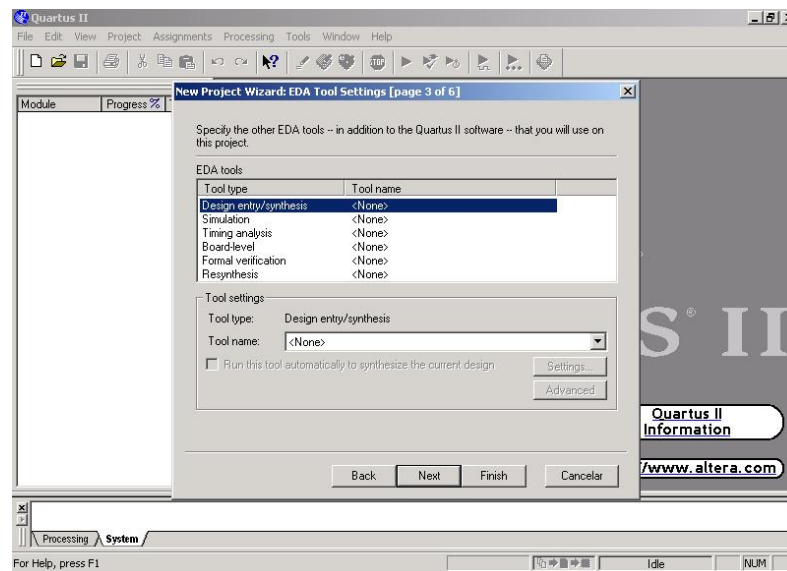 Quartus II
File Edit View Project Assignments Processing Tools Window Help
Module Progress %
New Project Wizard: EDA Tool Settings [page 3 of 6]
Specify the other EDA tools -- in addition to the Quartus II software -- that you will use on
this project.
EDA tools
Tool type Tool name
Design entry/synthesis <None>
Simulation <None>
Timing analysis <None>
Board-level <None>
Formal verification <None>
Resynthesis <None>
Tool settings
Tool type: Design entry/synthesis
Tool name: <None>
Run this tool automatically to synthesize the current design Settings...
Advanced
S® II
Quartus II
Information
/www.altera.com
Back Next Finish Cancelar
Processing System
For Help, press F1 Idle NUM